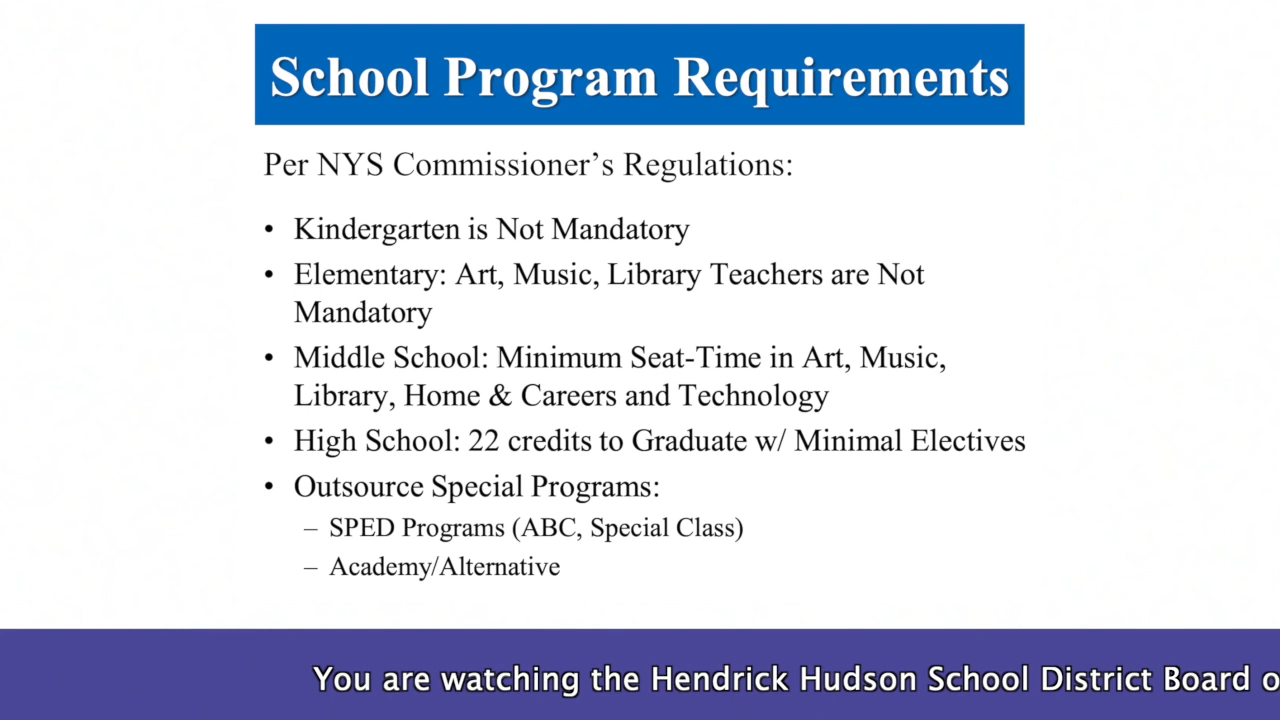 School Program Requirements
Per NYS Commissioner’s Regulations:
• Kindergarten is Not Mandatory
• Elementary: Art, Music, Library Teachers are Not
Mandatory
• Middle School: Minimum Seat-Time in Art, Music,
Library, Home & Careers and Technology
• High School: 22 credits to Graduate w/ Minimal Electives
• Outsource Special Programs:
– SPED Programs (ABC, Special Class)
– Academy/Alternative
You are watching the Hendrick Hudson School District Board o